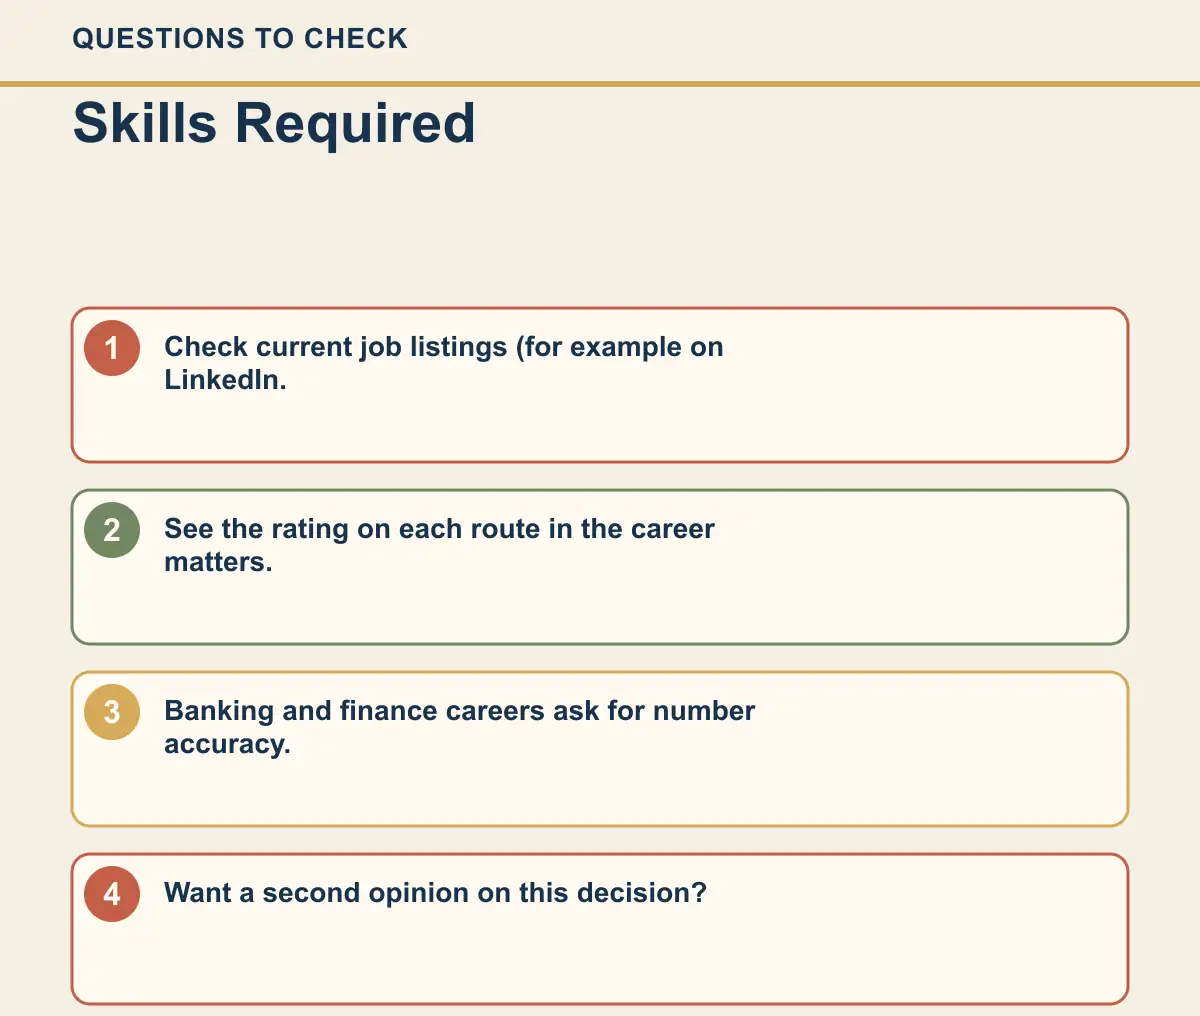 QUESTIONS TO CHECK
Skills Required
1
Check current job listings (for example on
LinkedIn.
2
See the rating on each route in the career
matters.
3
Banking and finance careers ask for number
accuracy.
4
Want a second opinion on this decision?